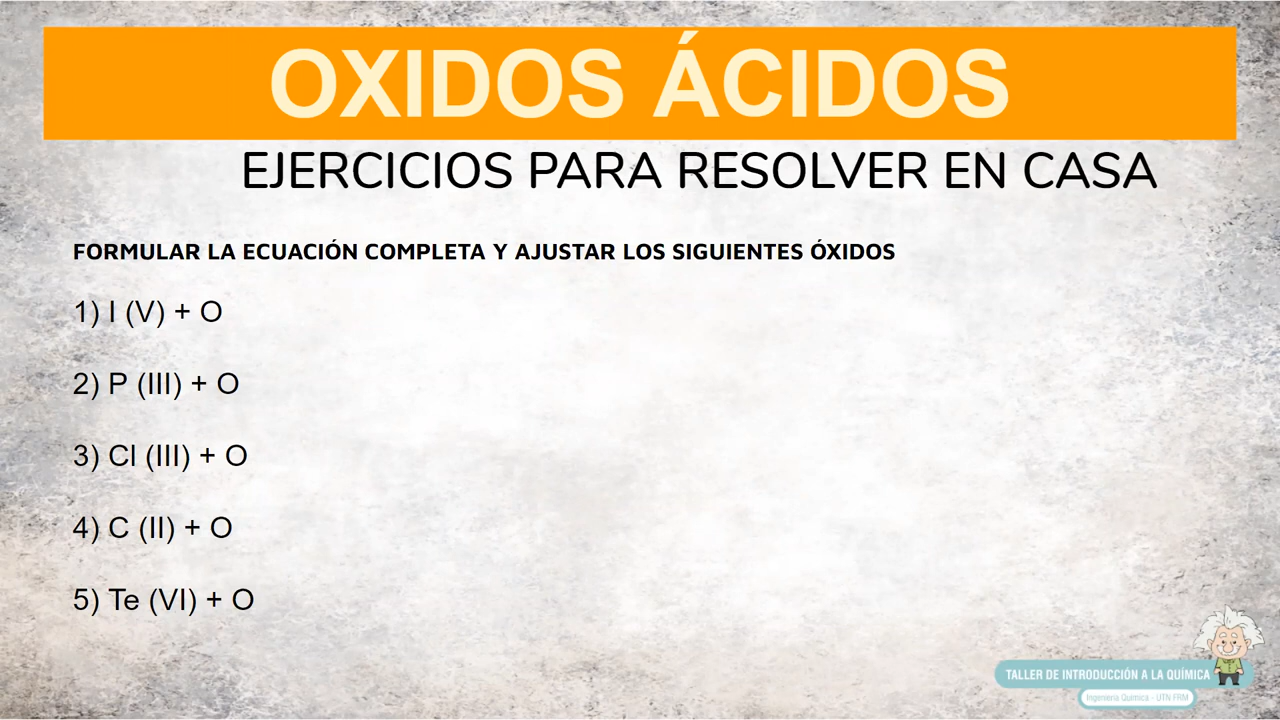 OXIDOS ÁCIDOS
EJERCICIOS PARA RESOLVER EN CASA
FORMULAR LA ECUACIÓN COMPLETA Y AJUSTAR LOS SIGUIENTES ÓXIDOS
1) I (V) + O
2) P (III) + O
3) Cl (III) + O
4) C (II) + O
5) Te (VI) + O
TALLER DE INTRODUCCIÓN A LA QUÍMICA
Ingeniería Química - UTN FRM